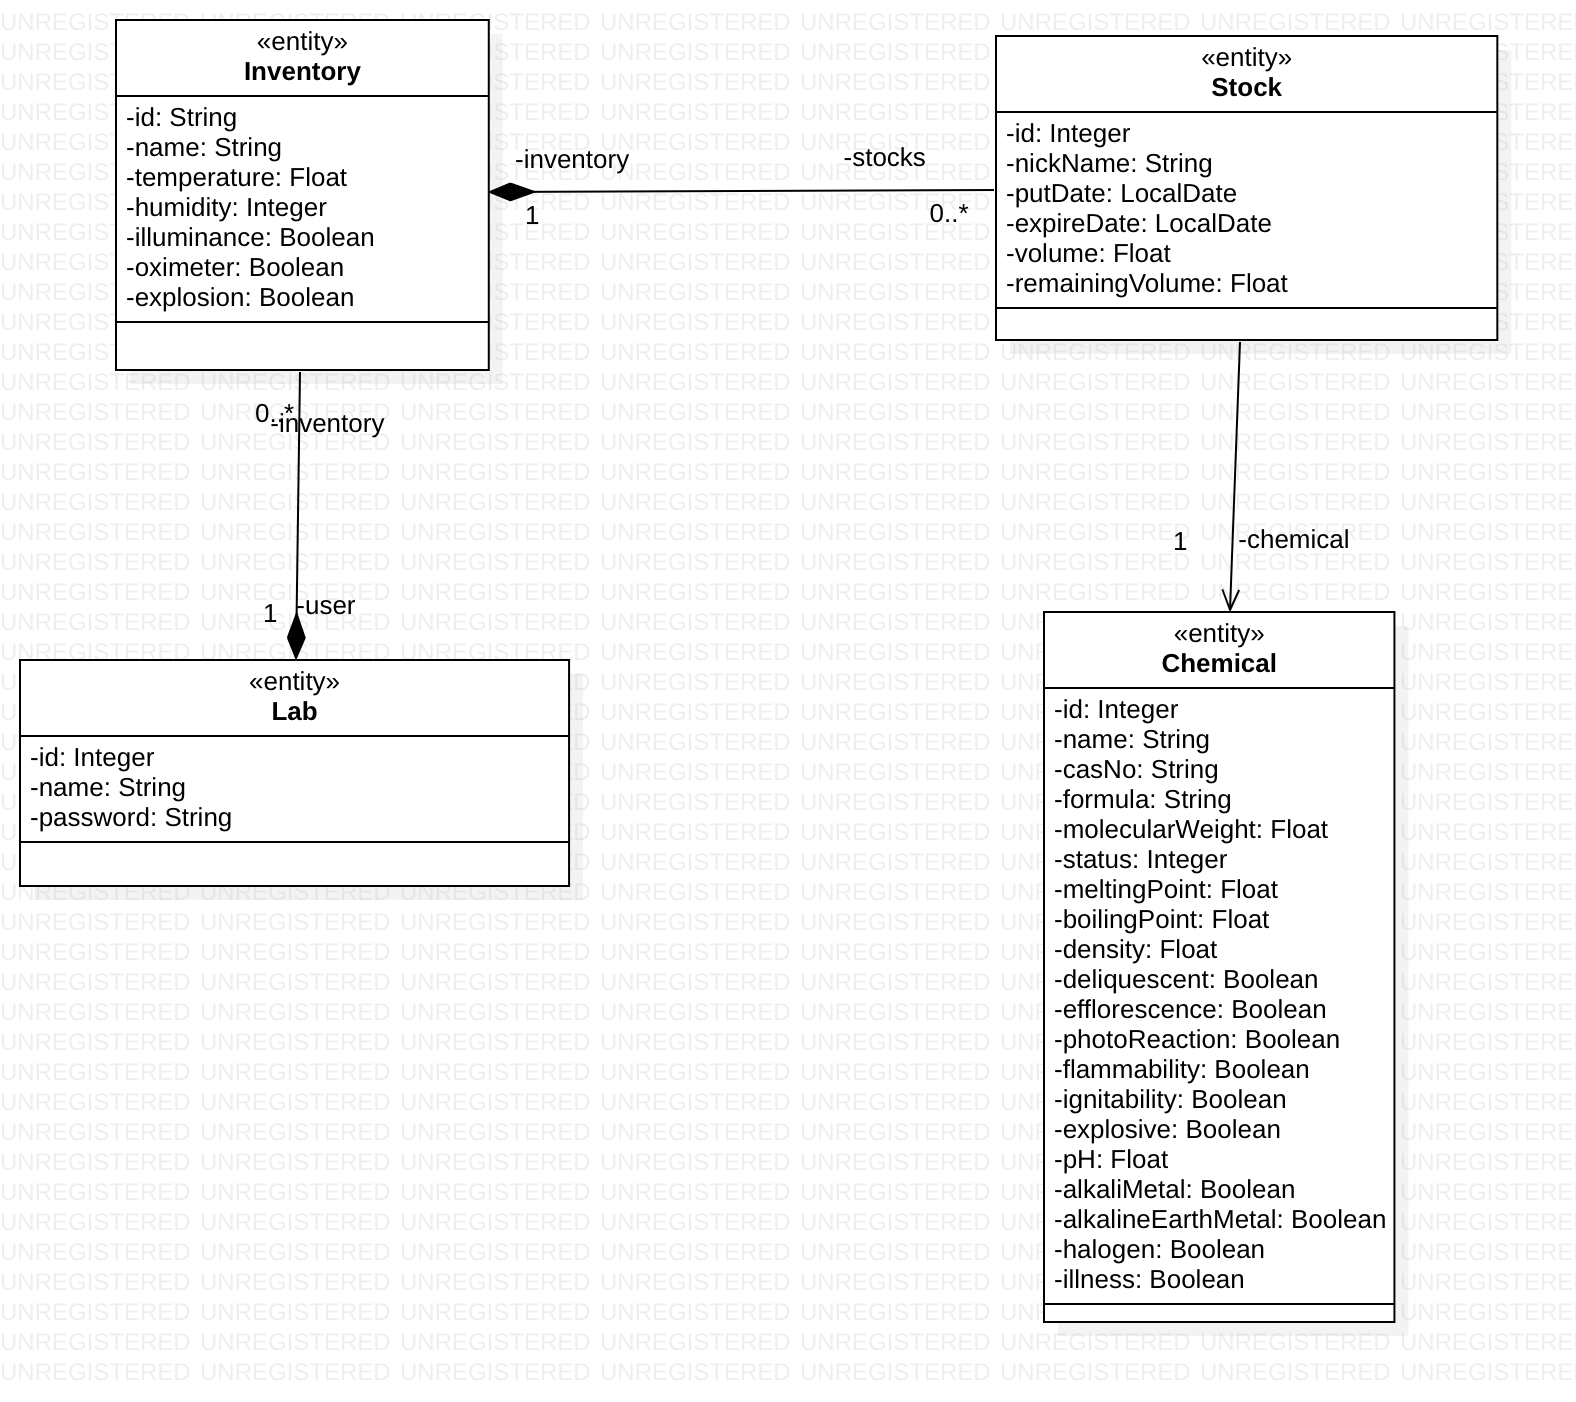 «entity»
Inventory
-id: String
-name: String
-temperature: Float
-humidity: Integer
-illuminance: Boolean
-oximeter: Boolean
-explosion: Boolean
-inventory
1
-stocks
0..*
«entity»
Stock
-id: Integer
-nickName: String
-putDate: LocalDate
-expireDate: LocalDate
-volume: Float
-remainingVolume: Float
0..*
-inventory
1
-user
1
-chemical
«entity»
Lab
-id: Integer
-name: String
-password: String
«entity»
Chemical
-id: Integer
-name: String
-casNo: String
-formula: String
-molecularWeight: Float
-status: Integer
-meltingPoint: Float
-boilingPoint: Float
-density: Float
-deliquescent: Boolean
-efflorescence: Boolean
-photoReaction: Boolean
-flammability: Boolean
-ignitability: Boolean
-explosive: Boolean
-pH: Float
-alkaliMetal: Boolean
-alkalineEarthMetal: Boolean
-halogen: Boolean
-illness: Boolean
UNREGISTERED